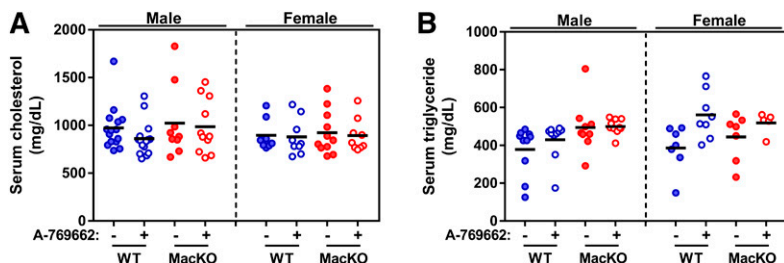 A
Male Female
Serum cholesterol
(mg/dL)
2000
1500
1000
500
0
A-769662: - + - + - + - +
WT MacKO WT MacKO
B
Male Female
Serum triglyceride
(mg/dL)
1000
800
600
400
200
0
A-769662: - + - + - + - +
WT MacKO WT MacKO